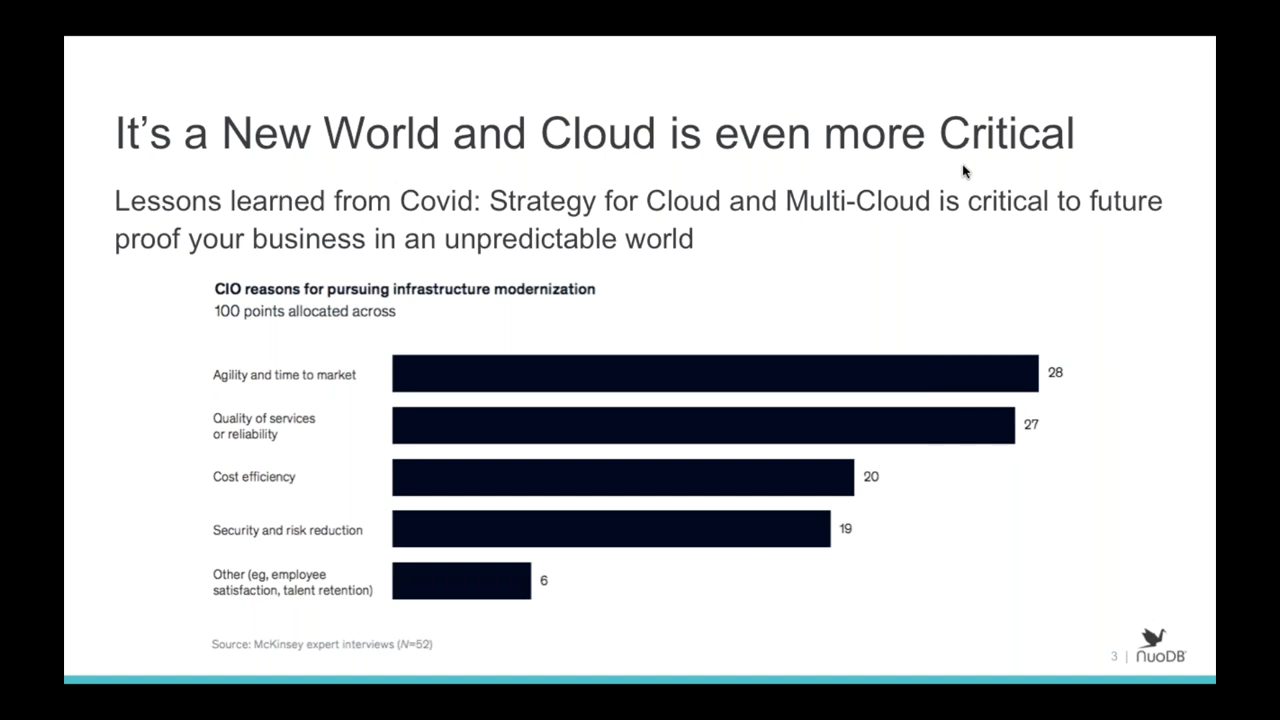 It’s a New World and Cloud is even more Critical
Lessons learned from Covid: Strategy for Cloud and Multi-Cloud is critical to future
proof your business in an unpredictable world
CIO reasons for pursuing infrastructure modernization
100 points allocated across
Agility and time to market
28
Quality of services
or reliability
27
Cost efficiency
20
Security and risk reduction
19
Other (eg, employee
satisfaction, talent retention)
6
Source: McKinsey expert interviews (N=52)
3 | NuoDB